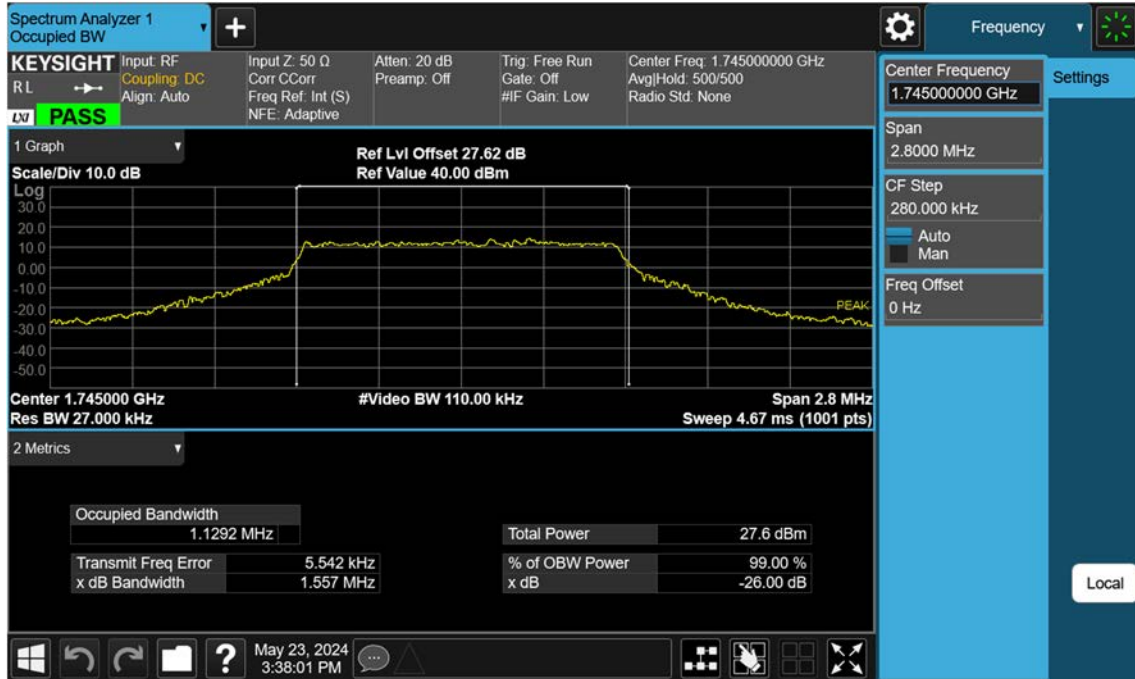 Spectrum Analyzer 1
Occupied BW
Frequency
KEYSIGHT
R L
LXI PASS
Input: RF
Coupling: DC
Align: Auto
Input Z: 50 Ω
Corr CCorr
Freq Ref: Int (S)
NFE: Adaptive
Atten: 20 dB
Preamp: Off
Trig: Free Run
Gate: Off
#IF Gain: Low
Center Freq: 1.745000000 GHz
Avg|Hold: 500/500
Radio Std: None
Center Frequency
1.745000000 GHz
Settings
Span
2.8000 MHz
CF Step
280.000 kHz
Auto
Man
Freq Offset
0 Hz
Local
1 Graph
Scale/Div 10.0 dB
Ref Lvl Offset 27.62 dB
Ref Value 40.00 dBm
Log
30.0
20.0
10.0
0.00
-10.0
-20.0
-30.0
-40.0
-50.0
PEAK
Center 1.745000 GHz
#Video BW 110.00 kHz
Span 2.8 MHz
Res BW 27.000 kHz
Sweep 4.67 ms (1001 pts)
2 Metrics
Occupied Bandwidth
1.1292 MHz
Total Power 27.6 dBm
Transmit Freq Error 5.542 kHz
% of OBW Power 99.00 %
x dB Bandwidth 1.557 MHz
x dB -26.00 dB
?
May 23, 2024
3:38:01 PM